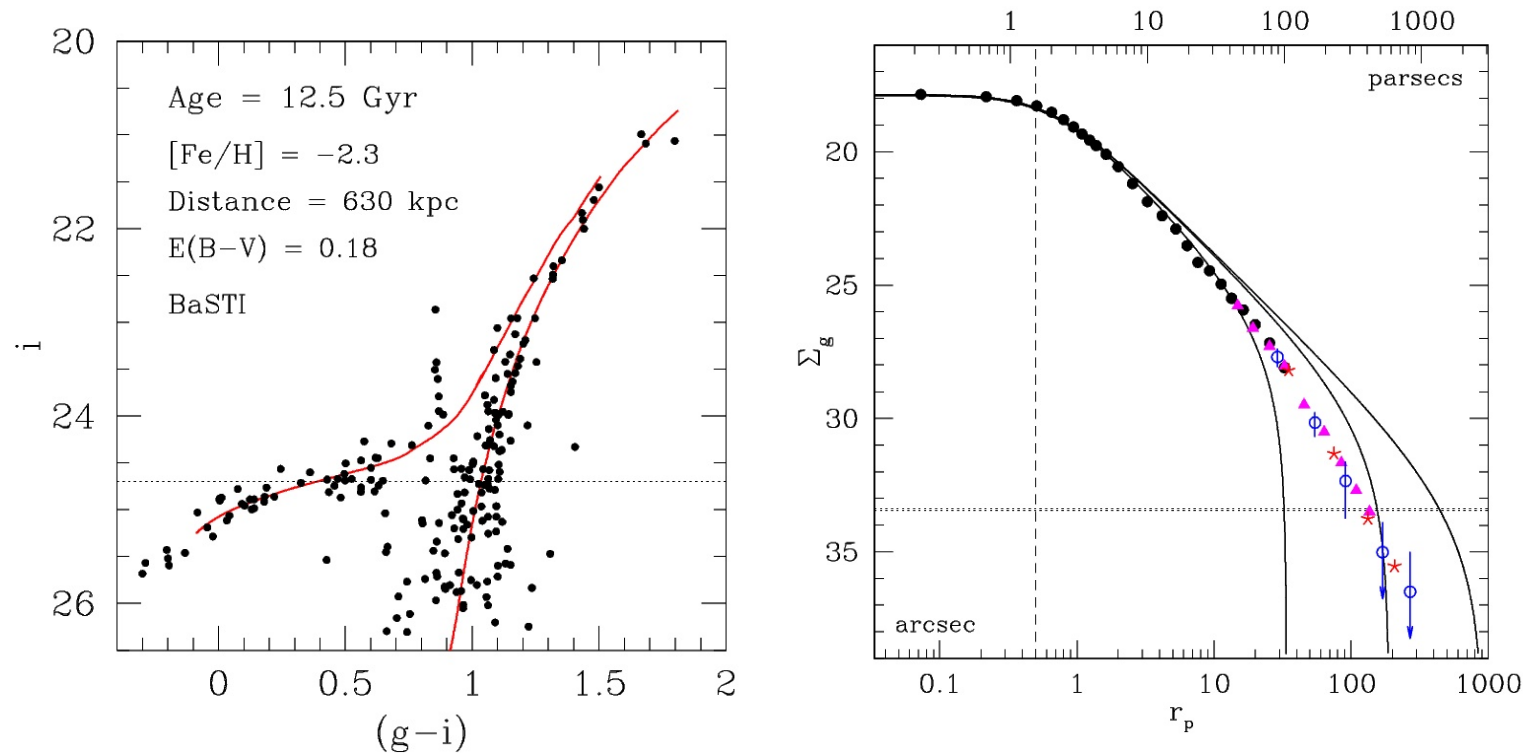 20
22
24
26
i
Age = 12.5 Gyr
[Fe/H] = −2.3
Distance = 630 kpc
E(B−V) = 0.18
BaSTI
0 0.5 1 1.5 2
(g−i)
1 10 100 1000
parsecs
20
25
30
35
Σg
arcsec
0.1 1 10 100 1000
rp